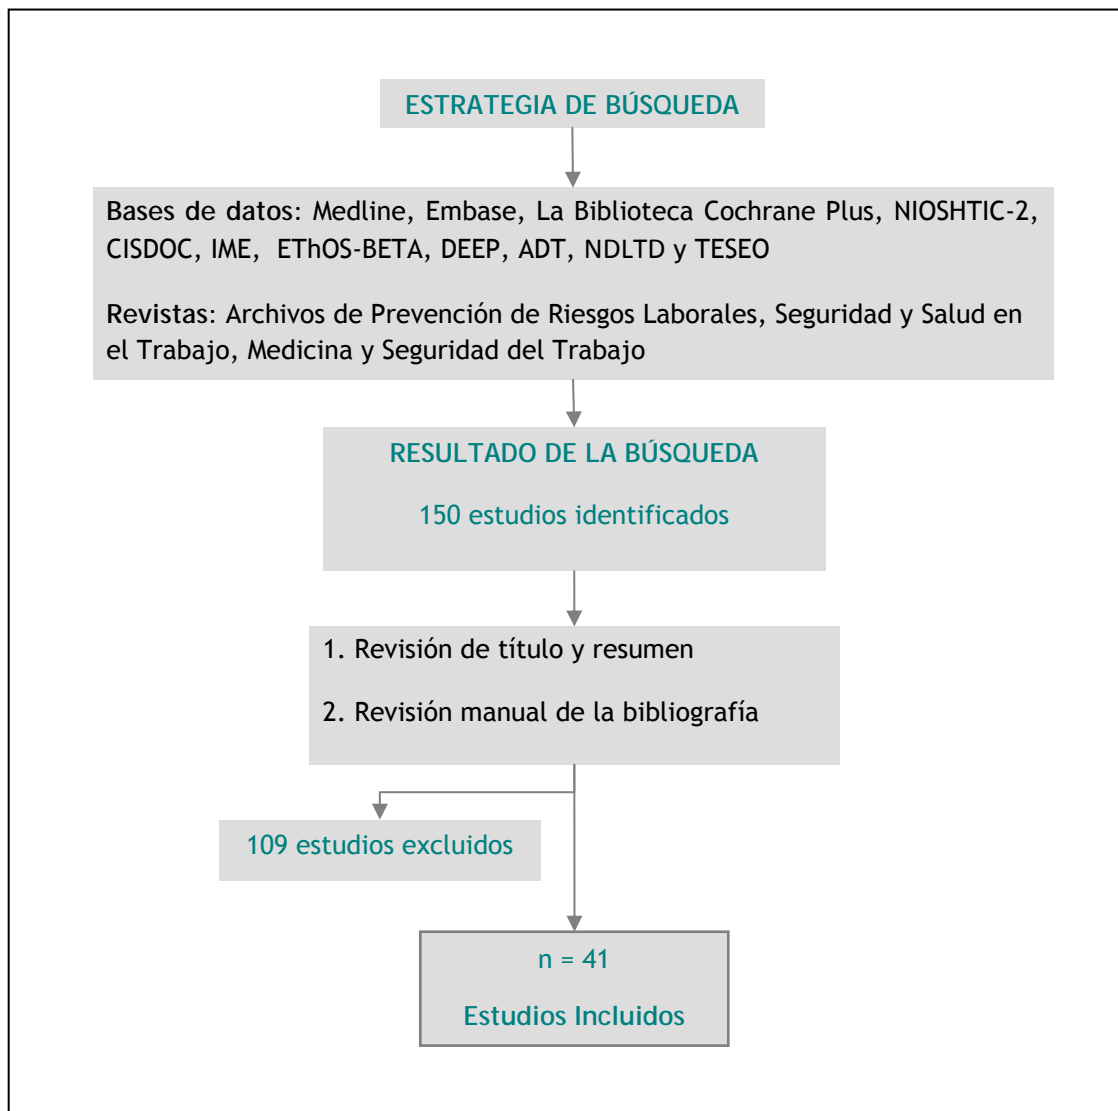 ESTRATEGIA DE BÚSQUEDA
Bases de datos: Medline, Embase, La Biblioteca Cochrane Plus, NIOSHTIC-2,
CISDOC, IME, EThOS-BETA, DEEP, ADT, NDLTD y TESEO
Revistas: Archivos de Prevención de Riesgos Laborales, Seguridad y Salud en
el Trabajo, Medicina y Seguridad del Trabajo
RESULTADO DE LA BÚSQUEDA
150 estudios identificados
1. Revisión de título y resumen
2. Revisión manual de la bibliografía
109 estudios excluidos
n = 41
Estudios Incluidos